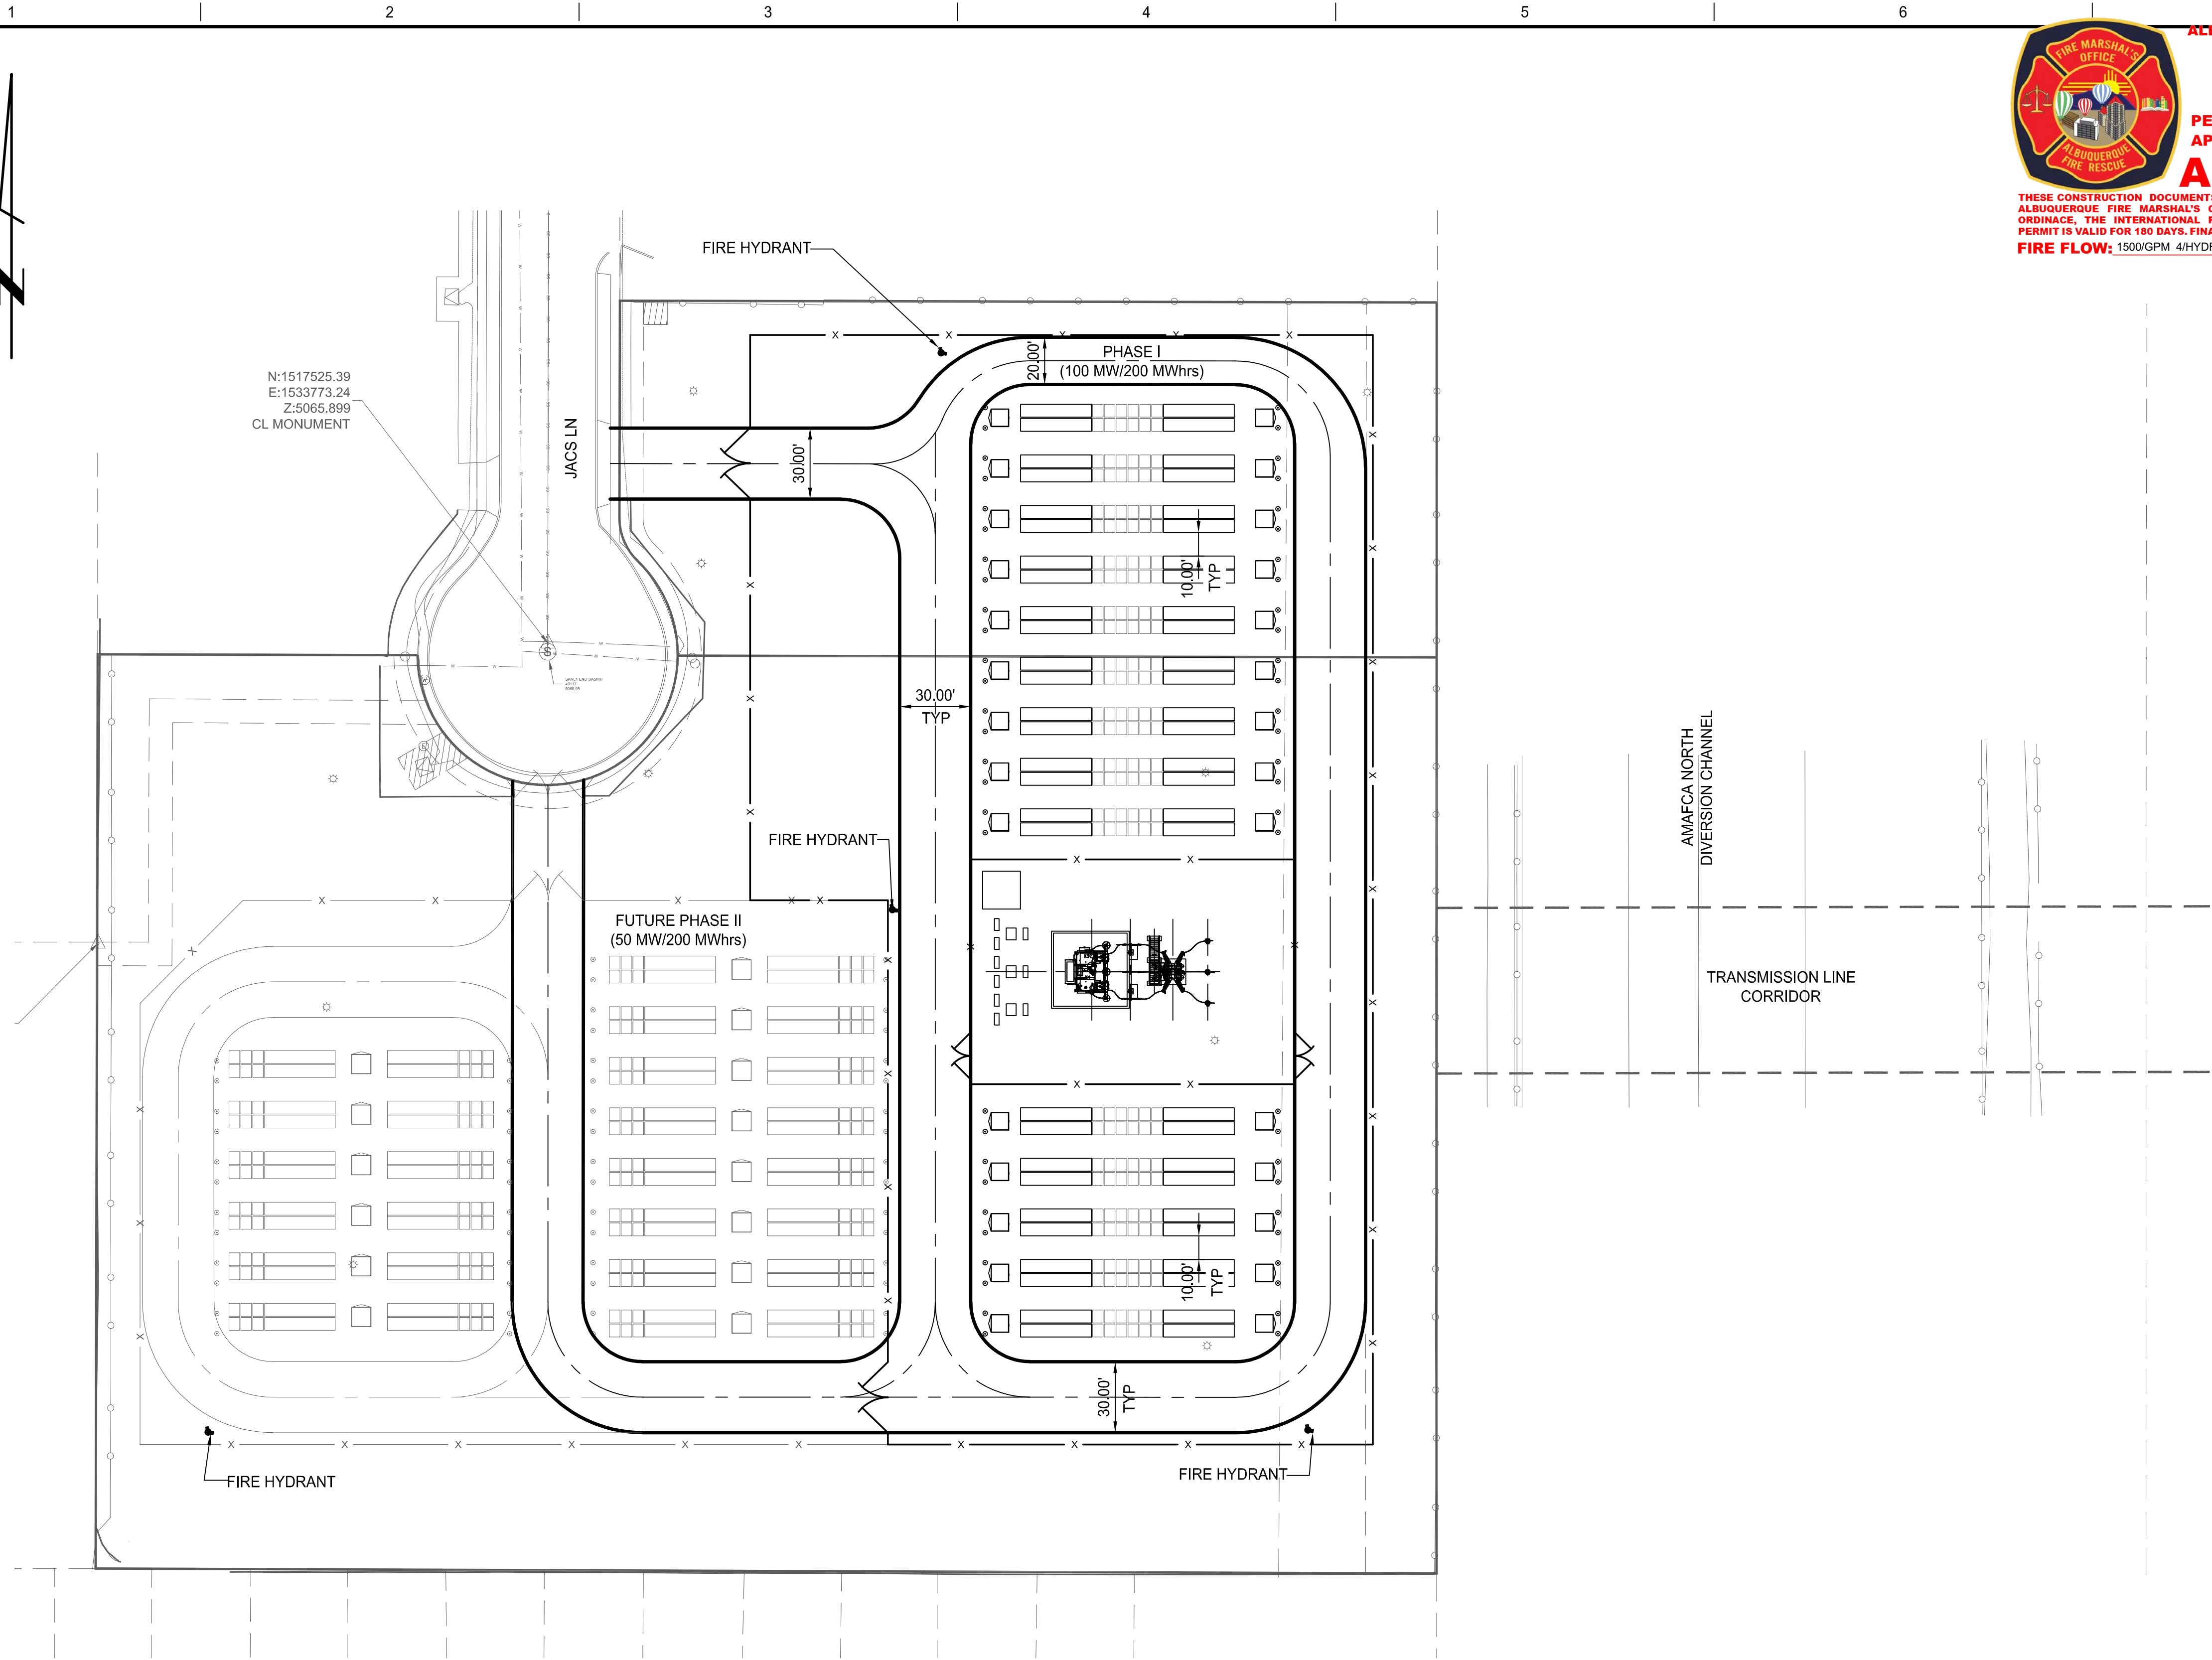 1 2 3 4 5 6
FIRE MARSHAL'S
OFFICE
ALBUQUERQUE
FIRE RESCUE
THESE CONSTRUCTION DOCUMENT
ALBUQUERQUE FIRE MARSHAL'S
ORDINACE, THE INTERNATIONAL
PERMIT IS VALID FOR 180 DAYS. FINA
FIRE FLOW: 1500/GPM 4/HYD
FIRE HYDRANT
N:1517525.39
E:1533773.24
Z:5065.899
CL MONUMENT
JACS LN
30.00'
20.00'
PHASE I
(100 MW/200 MWhrs)
10.00'
TYP
S
30.00'
TYP
FIRE HYDRANT
FUTURE PHASE II
(50 MW/200 MWhrs)
AMAFCA NORTH
DIVERSION CHANNEL
TRANSMISSION LINE
CORRIDOR
10.00'
TYP
30.00'
TYP
FIRE HYDRANT
FIRE HYDRANT